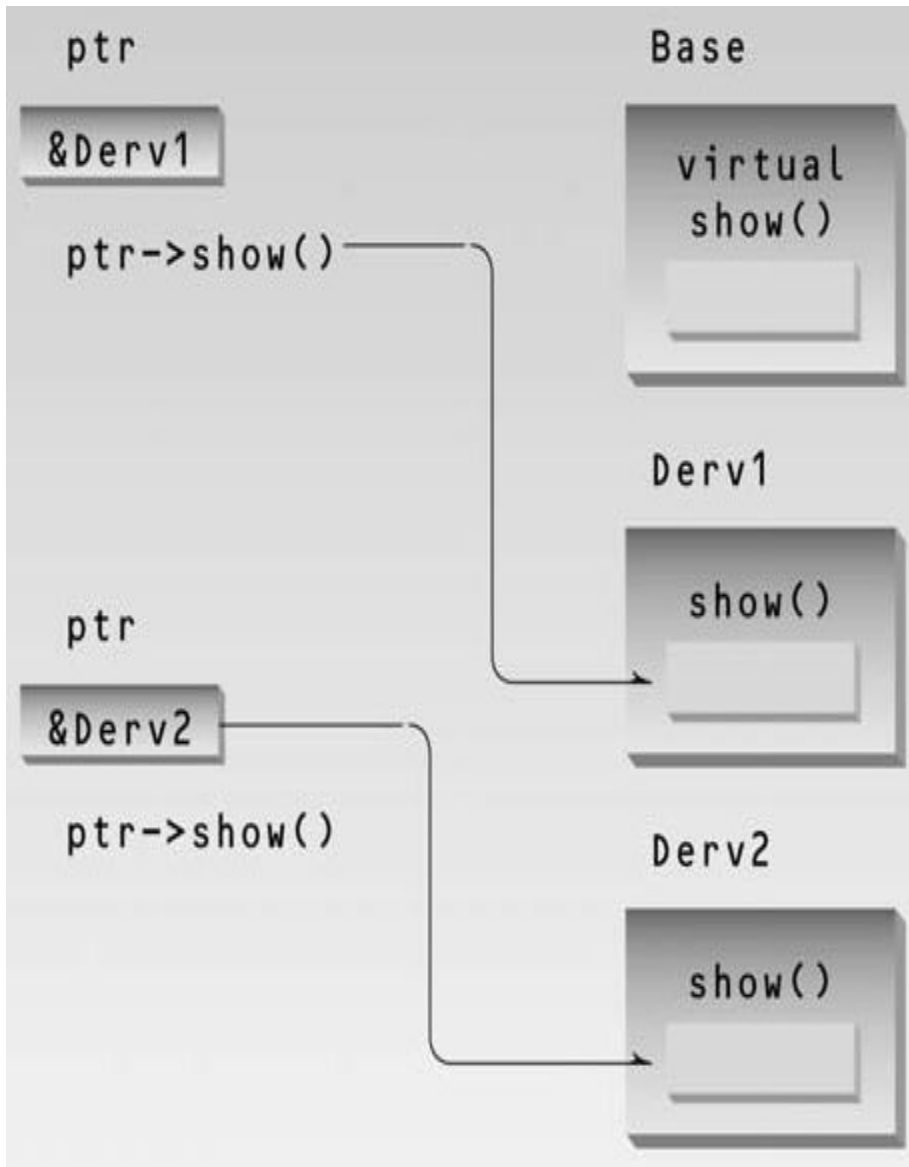 ptr
&Derv1
ptr->show()
Base
virtual
show()
Derv1
show()
ptr
&Derv2
ptr->show()
Derv2
show()